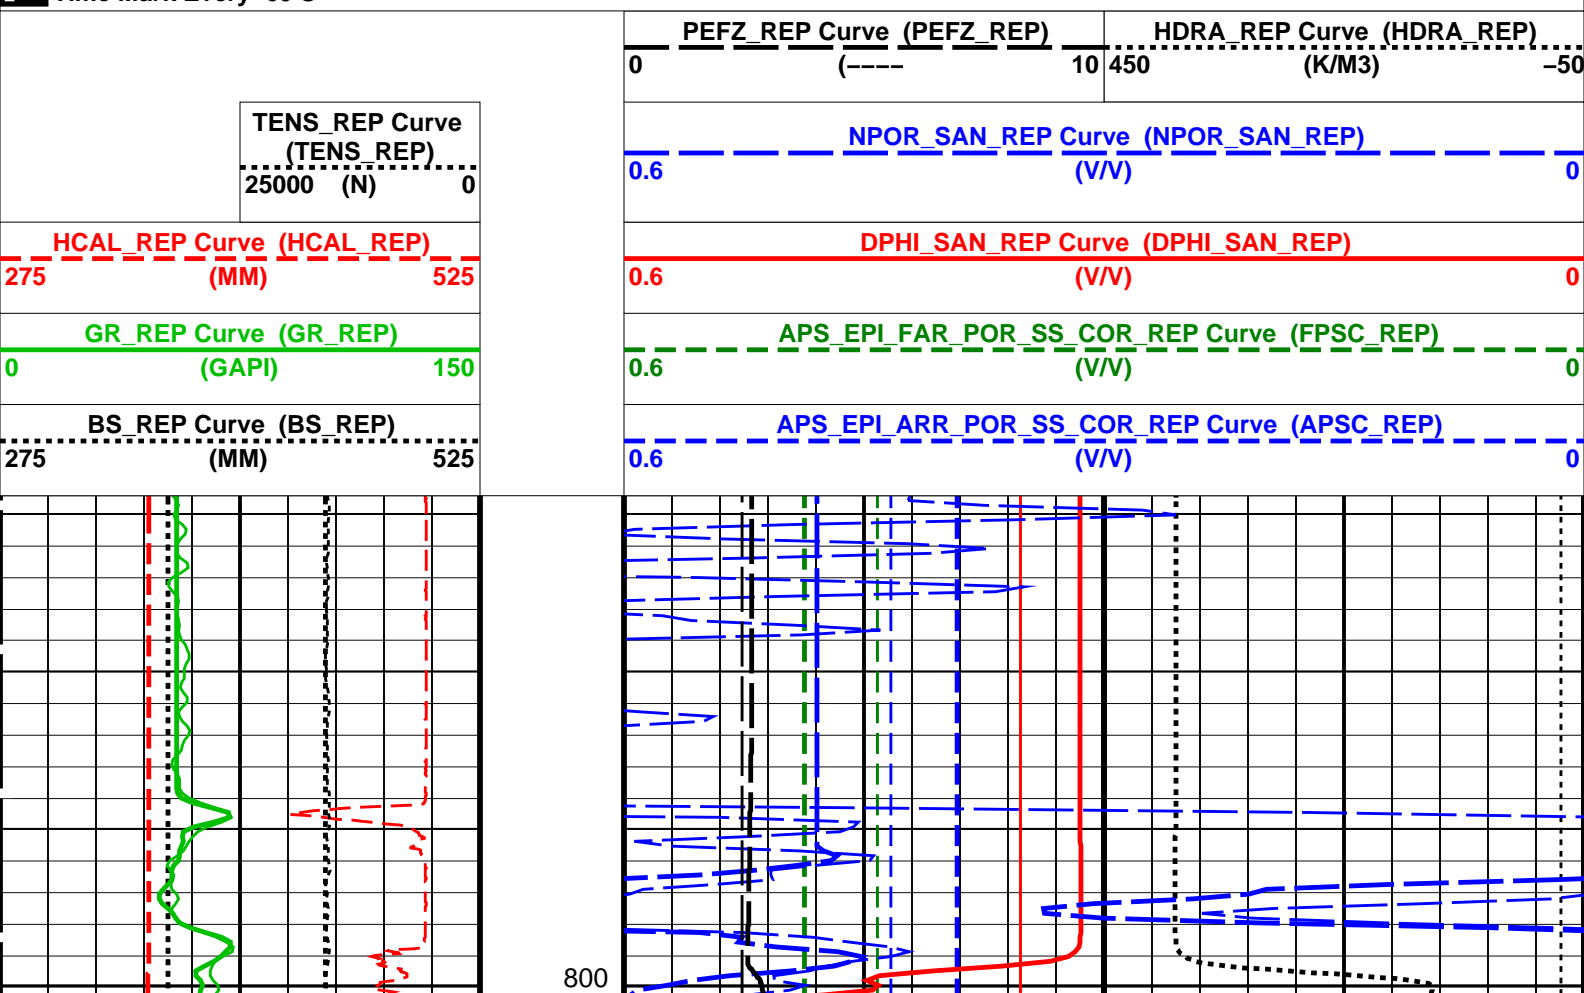 PEFZ_REP Curve (PEFZ_REP) HDRA_REP Curve (HDRA_REP)
0 (---- 10 450 (K/M3) -50
TENS_REP Curve
(TENS_REP)
25000 (N) 0
NPOR_SAN_REP Curve (NPOR_SAN_REP)
0.6 (V/V) 0
HCAL_REP Curve (HCAL_REP) DPHI_SAN_REP Curve (DPHI_SAN_REP)
275 (MM) 525 0.6 (V/V) 0
GR_REP Curve (GR_REP) APS_EPI_FAR_POR_SS_COR_REP Curve (FPSC_REP)
0 (GAPI) 150 0.6 (V/V) 0
BS_REP Curve (BS_REP) APS_EPI_ARR_POR_SS_COR_REP Curve (APSC_REP)
275 (MM) 525 0.6 (V/V) 0
800